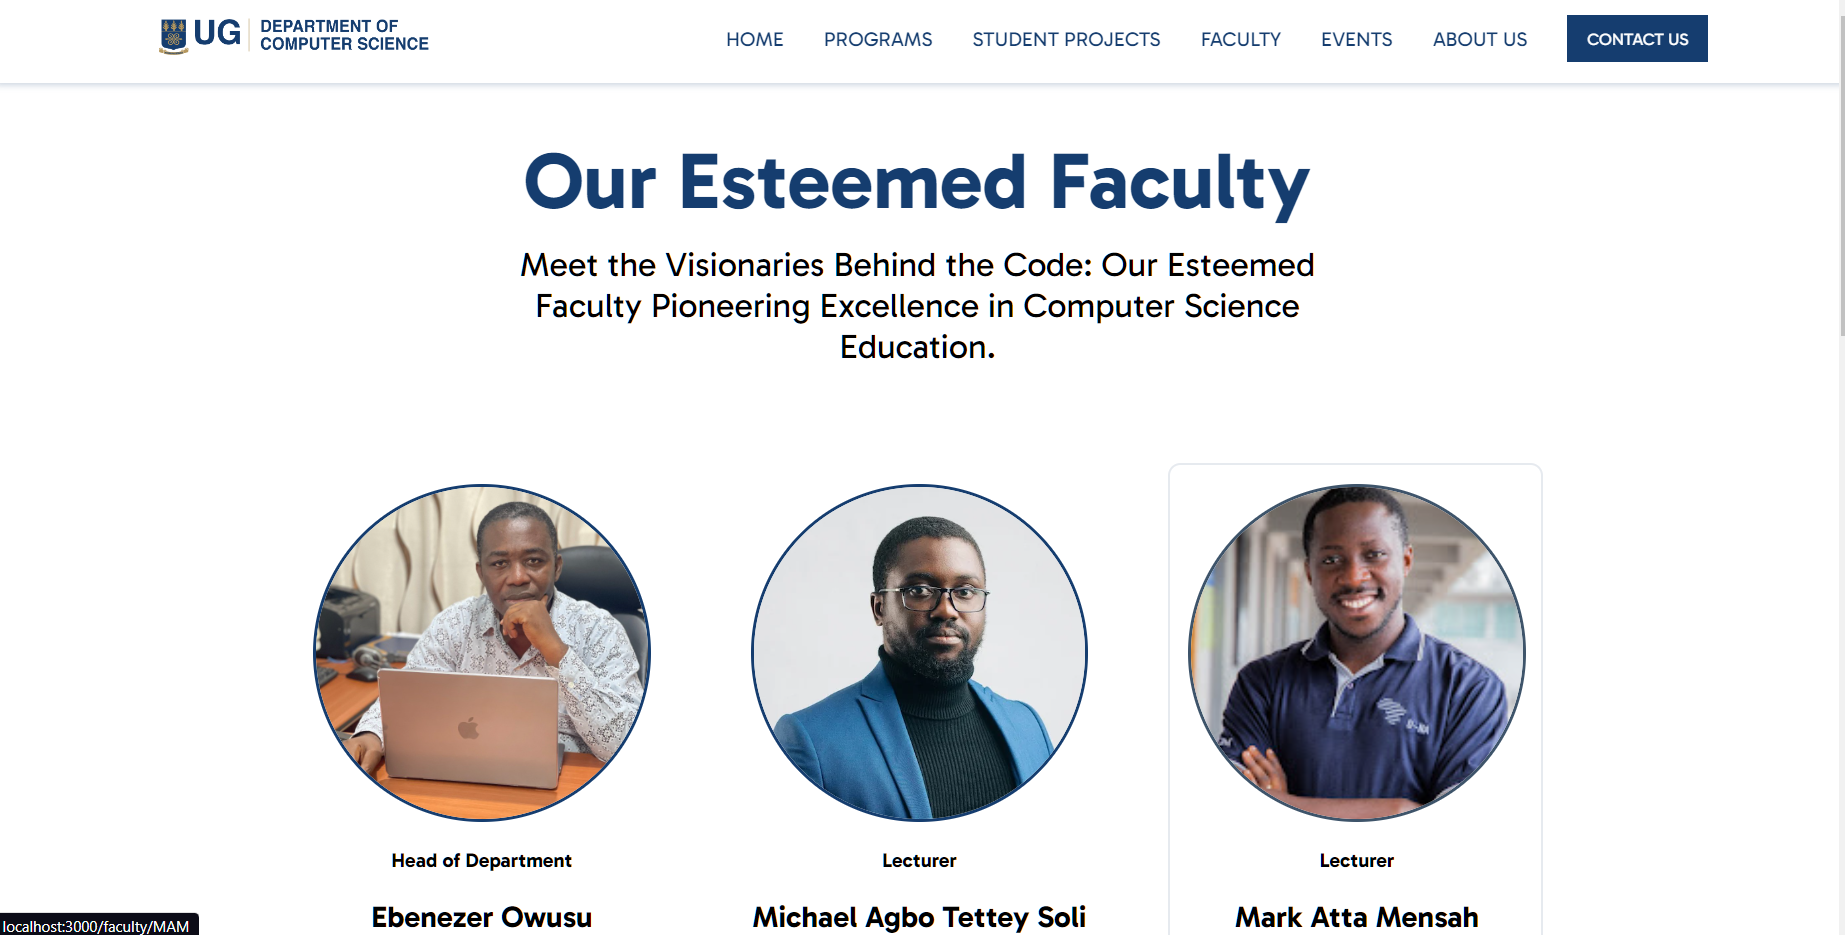 UG DEPARTMENT OF
COMPUTER SCIENCE
HOME PROGRAMS STUDENT PROJECTS FACULTY EVENTS ABOUT US CONTACT US
Our Esteemed Faculty
Meet the Visionaries Behind the Code: Our Esteemed
Faculty Pioneering Excellence in Computer Science
Education.
Head of Department
Ebenezer Owusu
Lecturer
Michael Agbo Tettey Soli
Lecturer
Mark Atta Mensah
localhost:3000/faculty/MAM